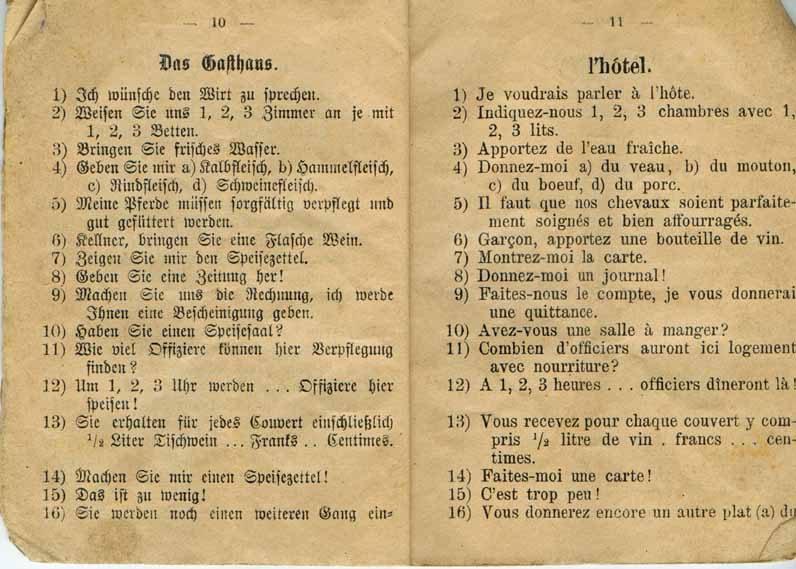 — 10 —
Das Gasthaus.
1) Ich wünsche den Wirt zu sprechen.
2) Weisen Sie uns 1, 2, 3 Zimmer an je mit
1, 2, 3 Betten.
3) Bringen Sie frisches Wasser.
4) Geben Sie mir a) Kalbfleisch, b) Hammelfleisch,
c) Rindfleisch, d) Schweinefleisch.
5) Meine Pferde müssen sorgfältig verpflegt und
gut gefüttert werden.
6) Kellner, bringen Sie eine Flasche Wein.
7) Zeigen Sie mir den Speisezettel.
8) Geben Sie eine Zeitung her!
9) Machen Sie uns die Rechnung, ich werde
Ihnen eine Bescheinigung geben.
10) Haben Sie einen Speisesaal?
11) Wie viel Offiziere können hier Verpflegung
finden?
12) Um 1, 2, 3 Uhr werden . . . Offiziere hier
speisen!
13) Sie erhalten für jedes Couvert einschließlich
1/2 Liter Tischwein ... Franks . . Centimes.
14) Machen Sie mir einen Speisezettel!
15) Das ist zu wenig!
16) Sie werden noch einen weiteren Gang ein=
— 11 —
l'hôtel.
1) Je voudrais parler à l'hôte.
2) Indiquez-nous 1, 2, 3 chambres avec 1,
2, 3 lits.
3) Apportez de l'eau fraîche.
4) Donnez-moi a) du veau, b) du mouton,
c) du boeuf, d) du porc.
5) Il faut que nos chevaux soient parfaite-
ment soignés et bien affourragés.
6) Garçon, apportez une bouteille de vin.
7) Montrez-moi la carte.
8) Donnez-moi un journal!
9) Faites-nous le compte, je vous donnerai
une quittance.
10) Avez-vous une salle à manger?
11) Combien d'officiers auront ici logement
avec nourriture?
12) A 1, 2, 3 heures . . . officiers dîneront là!
13) Vous recevez pour chaque couvert y com-
pris 1/2 litre de vin . francs . . . cen-
times.
14) Faites-moi une carte!
15) C'est trop peu!
16) Vous donnerez encore un autre plat (a) du